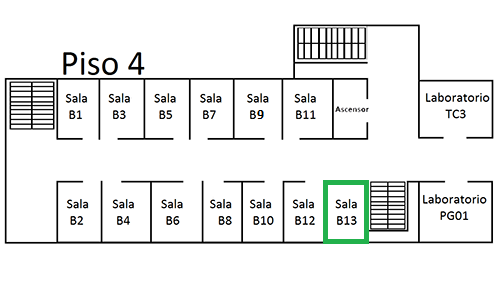 Piso 4
Sala
B1
Sala
B3
Sala
B5
Sala
B7
Sala
B9
Sala
B11
Ascensor
Laboratorio
TC3
Sala
B2
Sala
B4
Sala
B6
Sala
B8
Sala
B10
Sala
B12
Sala
B13
Laboratorio
PG01